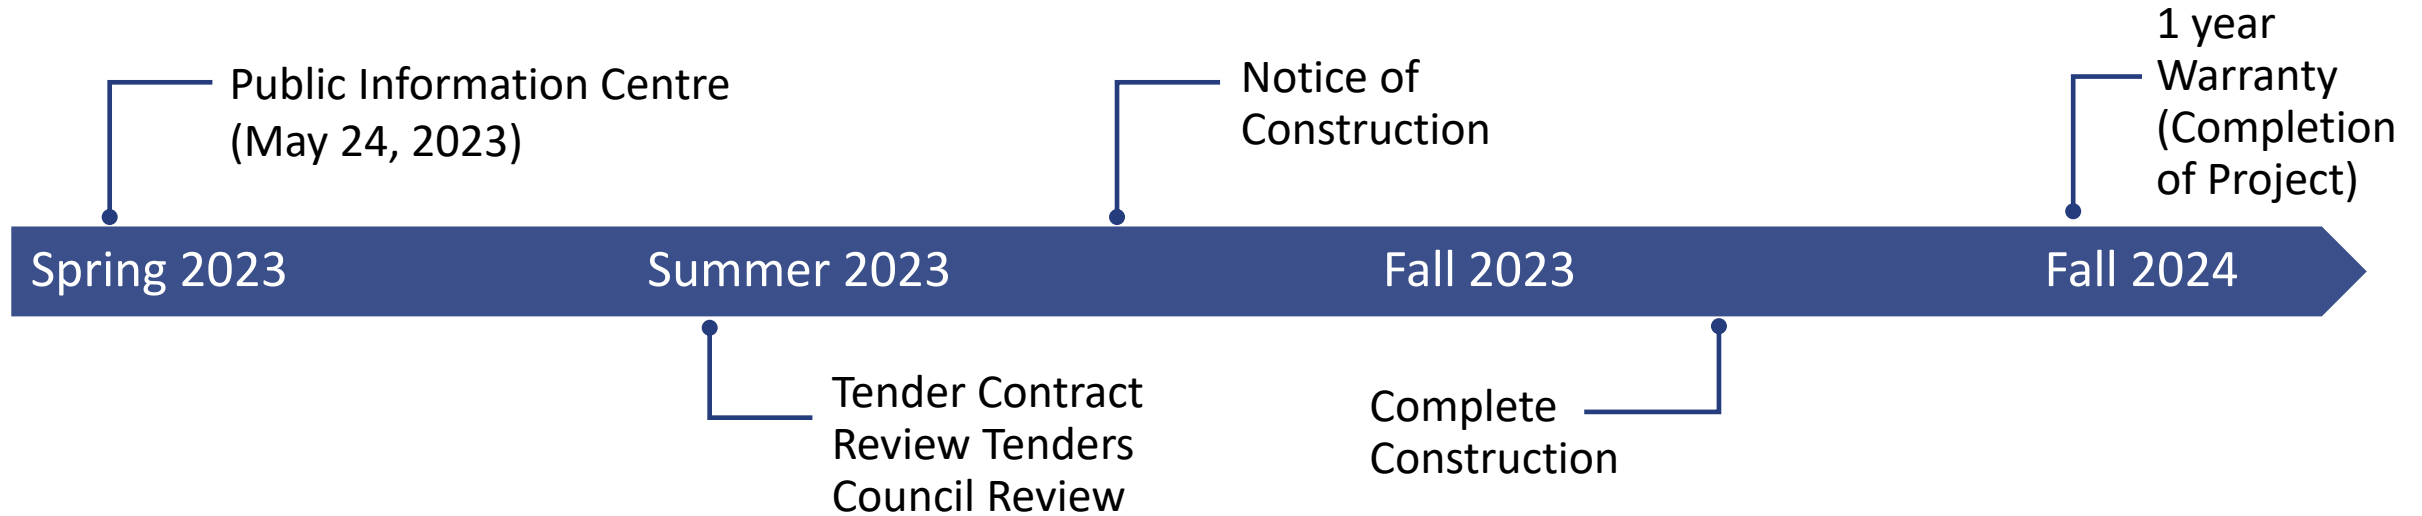 Public Information Centre
(May 24, 2023)
Notice of
Construction
1 year
Warranty
(Completion
of Project)
Spring 2023
Summer 2023
Fall 2023
Fall 2024
Tender Contract
Review Tenders
Council Review
Complete
Construction